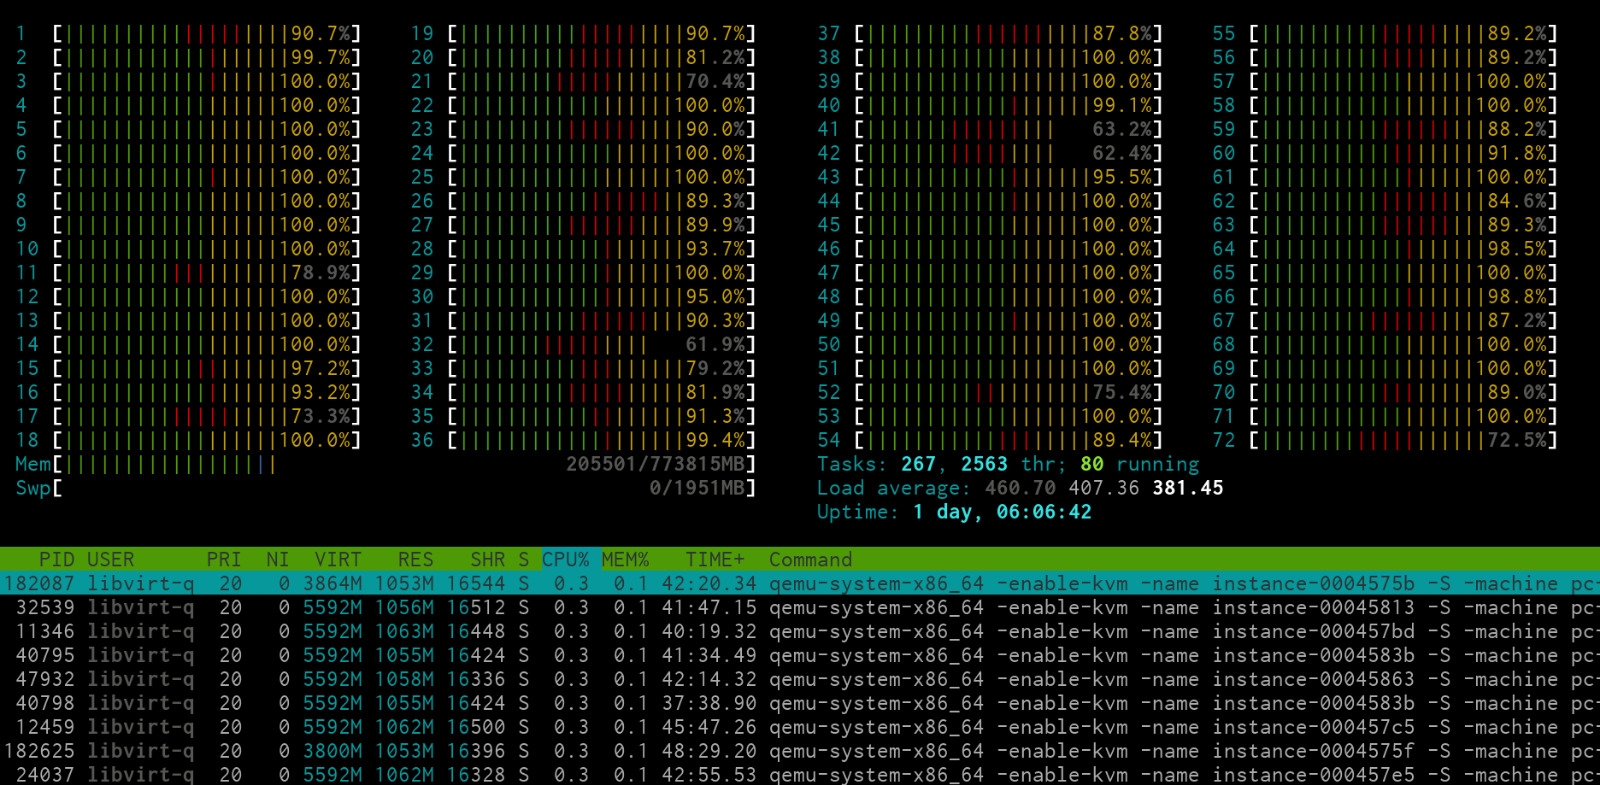 1 [90.7%] 19 [90.7%] 37 [87.8%] 55 [89.2%]
2 [99.7%] 20 [81.2%] 38 [100.0%] 56 [89.2%]
3 [100.0%] 21 [70.4%] 39 [100.0%] 57 [100.0%]
4 [100.0%] 22 [100.0%] 40 [99.1%] 58 [100.0%]
5 [100.0%] 23 [90.0%] 41 [63.2%] 59 [88.2%]
6 [100.0%] 24 [100.0%] 42 [62.4%] 60 [91.8%]
7 [100.0%] 25 [100.0%] 43 [95.5%] 61 [100.0%]
8 [100.0%] 26 [89.3%] 44 [100.0%] 62 [84.6%]
9 [100.0%] 27 [89.9%] 45 [100.0%] 63 [89.3%]
10 [100.0%] 28 [93.7%] 46 [100.0%] 64 [98.5%]
11 [78.9%] 29 [100.0%] 47 [100.0%] 65 [100.0%]
12 [100.0%] 30 [95.0%] 48 [100.0%] 66 [98.8%]
13 [100.0%] 31 [90.3%] 49 [100.0%] 67 [87.2%]
14 [100.0%] 32 [61.9%] 50 [100.0%] 68 [100.0%]
15 [97.2%] 33 [79.2%] 51 [100.0%] 69 [100.0%]
16 [93.2%] 34 [81.9%] 52 [75.4%] 70 [89.0%]
17 [73.3%] 35 [91.3%] 53 [100.0%] 71 [100.0%]
18 [100.0%] 36 [99.4%] 54 [89.4%] 72 [72.5%]
Mem[205501/773815MB] Tasks: 267, 2563 thr; 80 running
Swp[0/1951MB] Load average: 460.70 407.36 381.45
Uptime: 1 day, 06:06:42
PID USER PRI NI VIRT RES SHR S CPU% MEM% TIME+ Command
182087 libvirt-q 20 0 3864M 1053M 16544 S 0.3 0.1 42:20.34 qemu-system-x86_64 -enable-kvm -name instance-0004575b -S -machine pc-
32539 libvirt-q 20 0 5592M 1056M 16512 S 0.3 0.1 41:47.15 qemu-system-x86_64 -enable-kvm -name instance-00045813 -S -machine pc-
11346 libvirt-q 20 0 5592M 1063M 16448 S 0.3 0.1 40:19.32 qemu-system-x86_64 -enable-kvm -name instance-000457bd -S -machine pc-
40795 libvirt-q 20 0 5592M 1055M 16424 S 0.3 0.1 41:34.49 qemu-system-x86_64 -enable-kvm -name instance-0004583b -S -machine pc-
47932 libvirt-q 20 0 5592M 1058M 16336 S 0.3 0.1 42:14.32 qemu-system-x86_64 -enable-kvm -name instance-00045863 -S -machine pc-
40798 libvirt-q 20 0 5592M 1055M 16424 S 0.3 0.1 37:38.90 qemu-system-x86_64 -enable-kvm -name instance-0004583b -S -machine pc-
12459 libvirt-q 20 0 5592M 1062M 16500 S 0.3 0.1 45:47.26 qemu-system-x86_64 -enable-kvm -name instance-000457c5 -S -machine pc-
182625 libvirt-q 20 0 3800M 1053M 16396 S 0.3 0.1 48:29.20 qemu-system-x86_64 -enable-kvm -name instance-0004575f -S -machine pc-
24037 libvirt-q 20 0 5592M 1062M 16328 S 0.3 0.1 42:55.53 qemu-system-x86_64 -enable-kvm -name instance-000457e5 -S -machine pc-